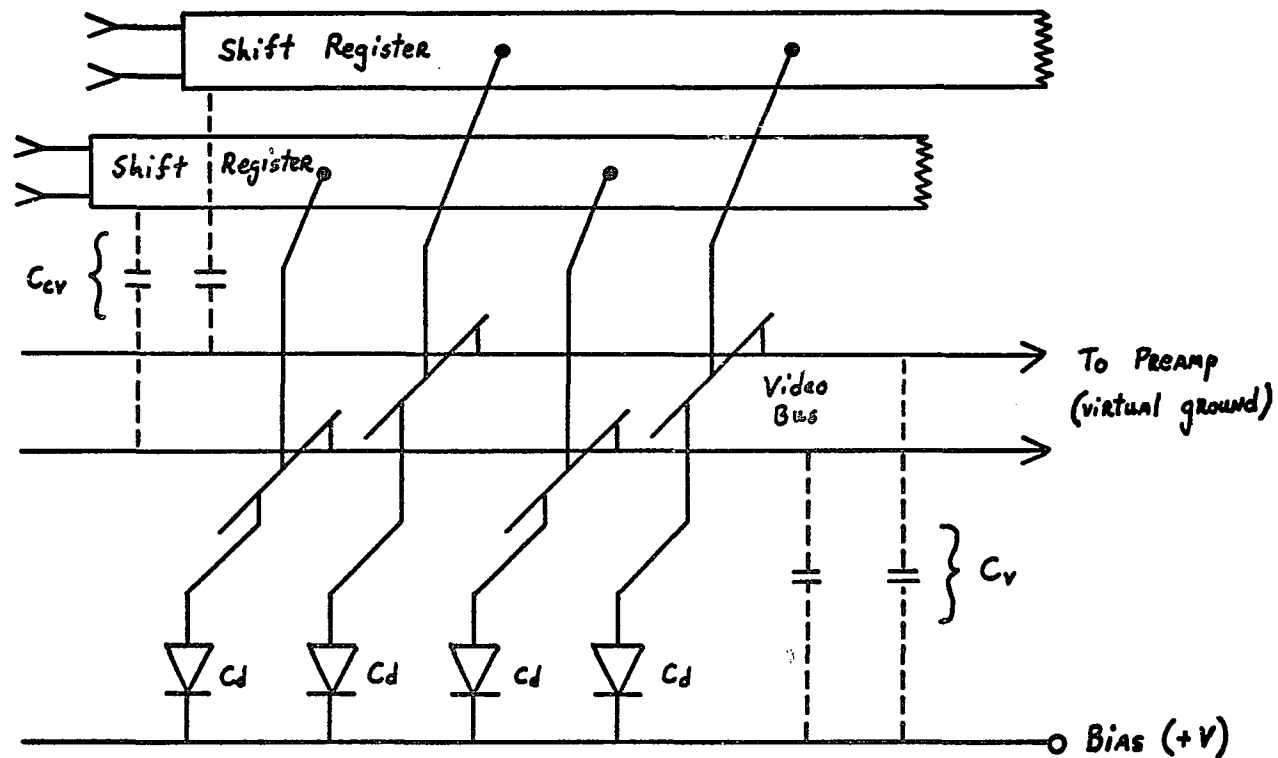 Shift Register
Shift Register
Ccv
Video
Bus
To PREAMP
(virtual ground)
Cv
Cd
Cd
Cd
Cd
BIAS (+V)